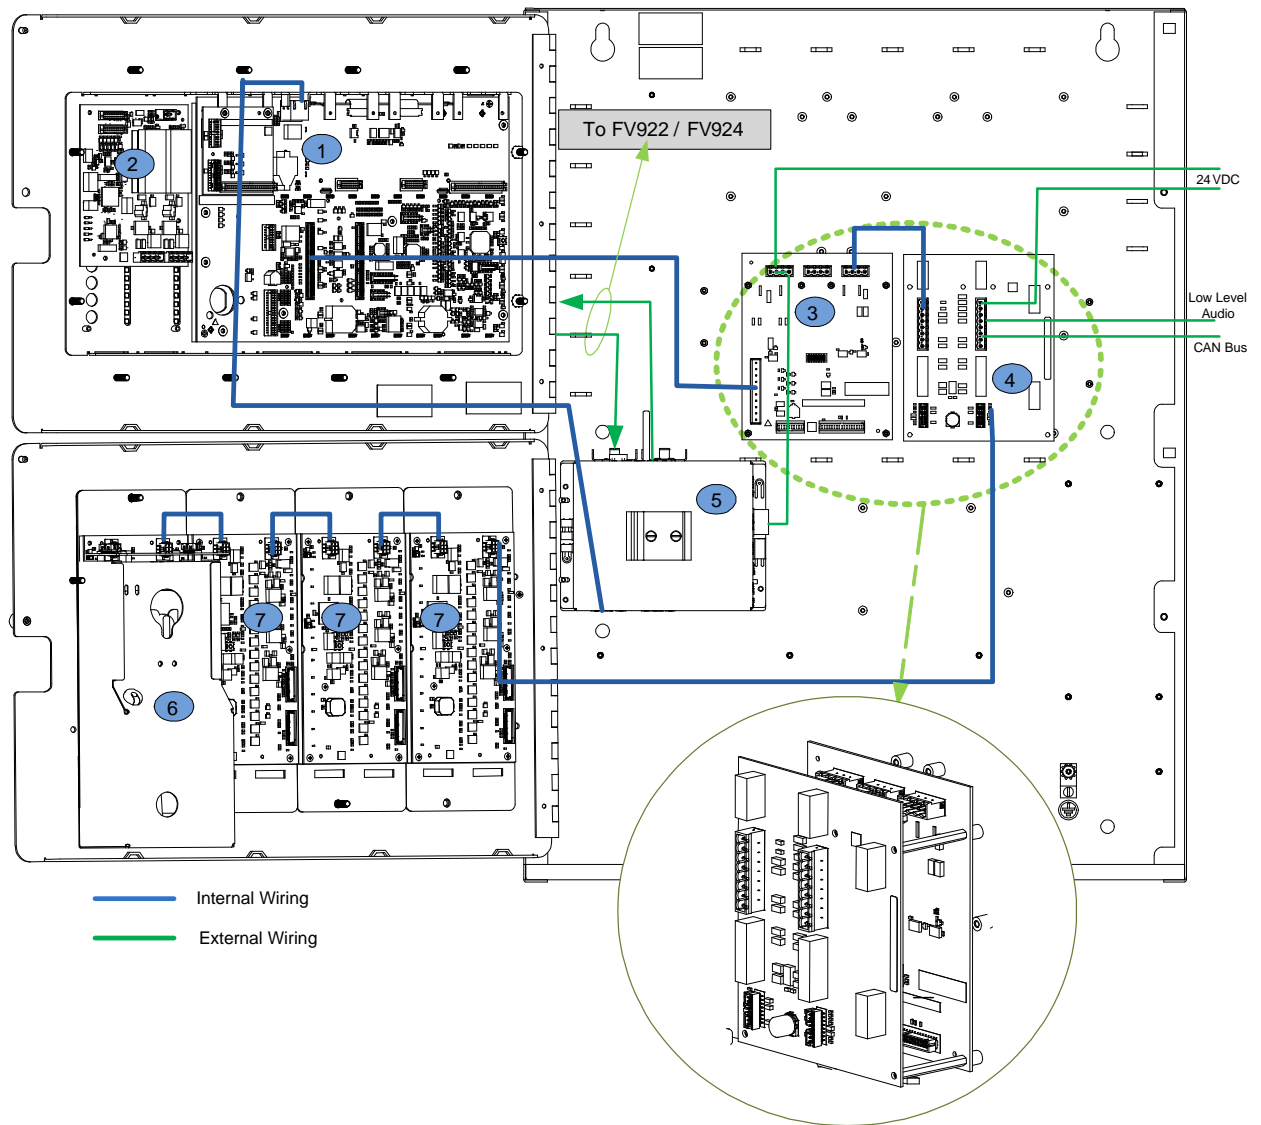 To FV922 / FV924
1
2
24 VDC
3
Low Level
Audio
CAN Bus
4
5
7
7
7
6
Internal Wiring
External Wiring